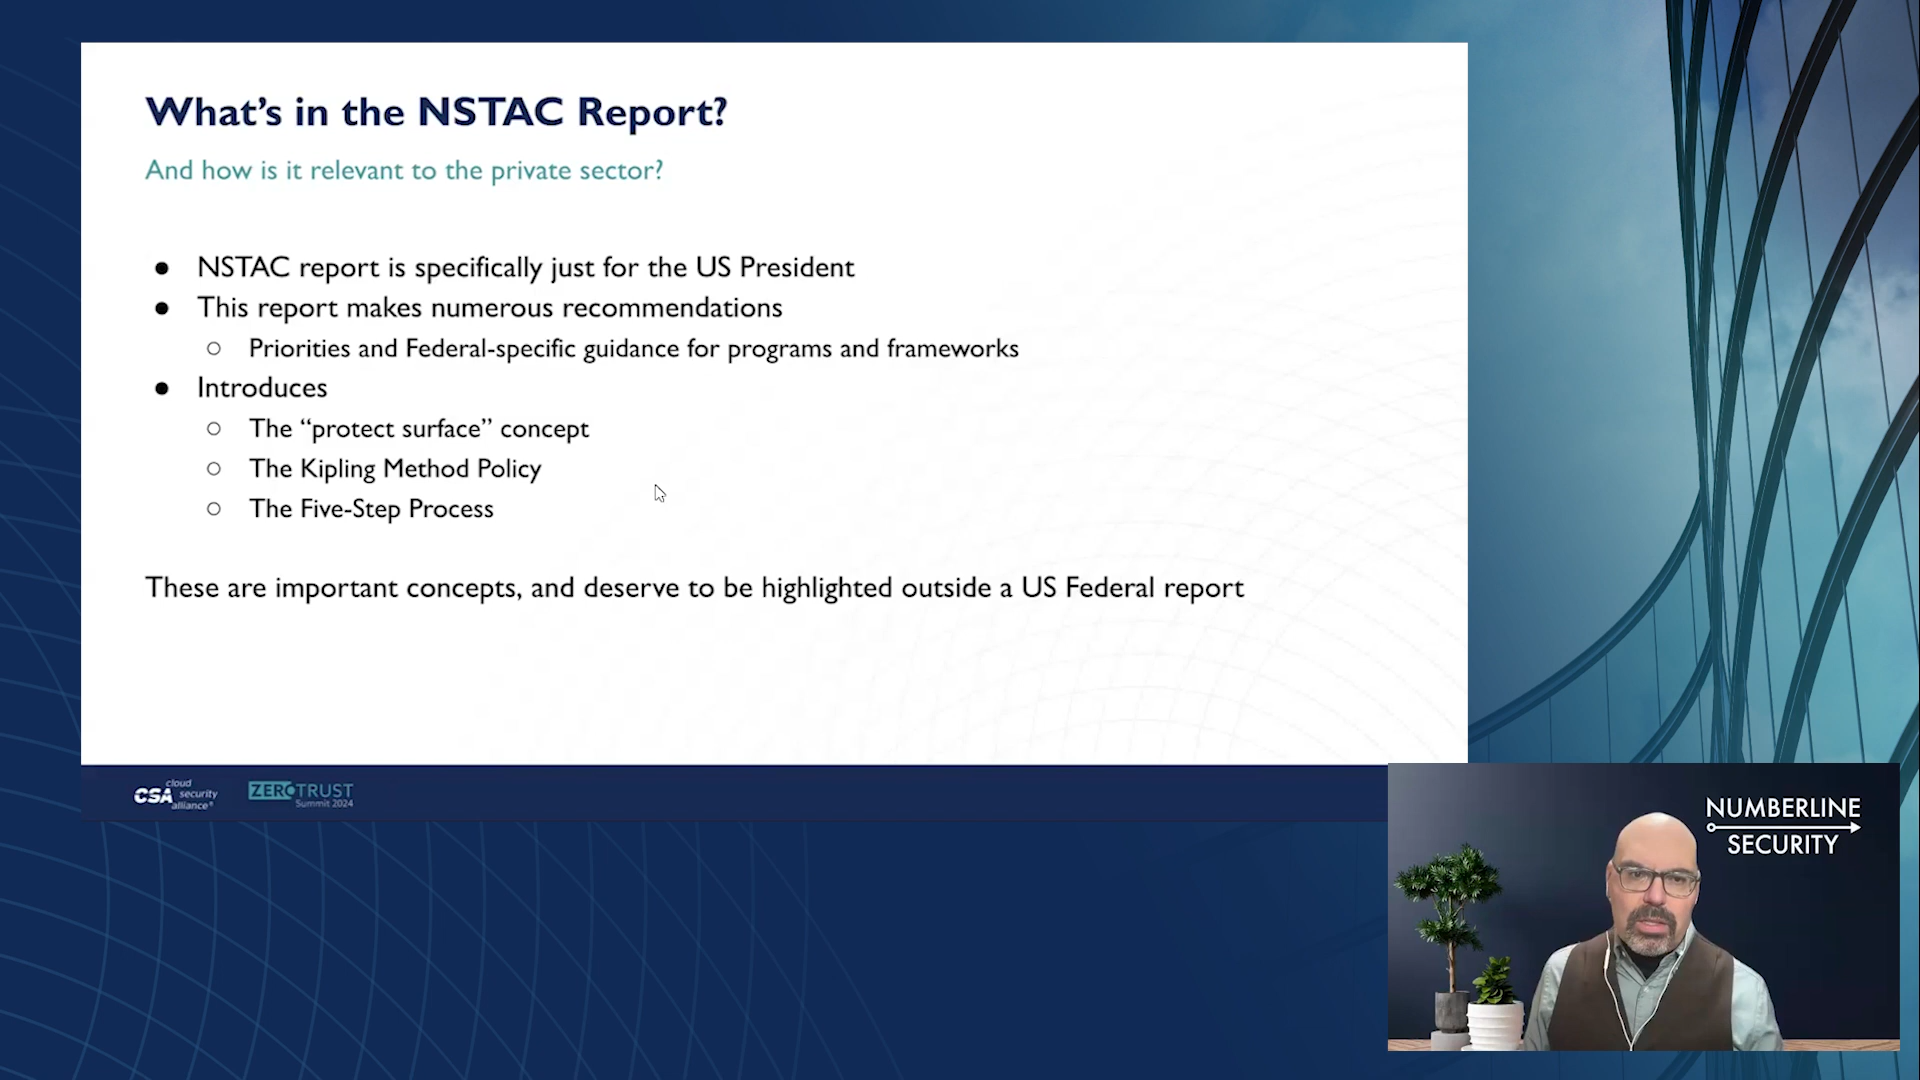 What's in the NSTAC Report?
And how is it relevant to the private sector?
● NSTAC report is specifically just for the US President
● This report makes numerous recommendations
○ Priorities and Federal-specific guidance for programs and frameworks
● Introduces
○ The “protect surface” concept
○ The Kipling Method Policy
○ The Five-Step Process
These are important concepts, and deserve to be highlighted outside a US Federal report
CSA cloud security alliance®
ZEROTRUST
Summit 2024
NUMBERLINE
SECURITY